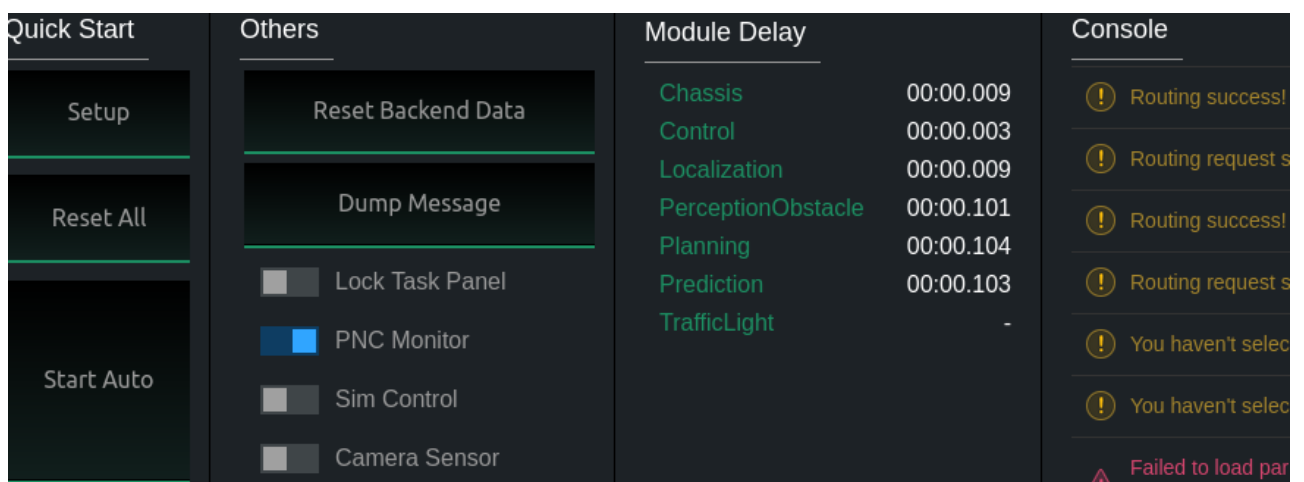 Quick Start
Setup
Reset All
Start Auto
Others
Reset Backend Data
Dump Message
Lock Task Panel
PNC Monitor
Sim Control
Camera Sensor
Module Delay
Chassis 00:00.009
Control 00:00.003
Localization 00:00.009
PerceptionObstacle 00:00.101
Planning 00:00.104
Prediction 00:00.103
TrafficLight -
Console
Routing success!
Routing request s
Routing success!
Routing request s
You haven't selec
You haven't selec
Failed to load par